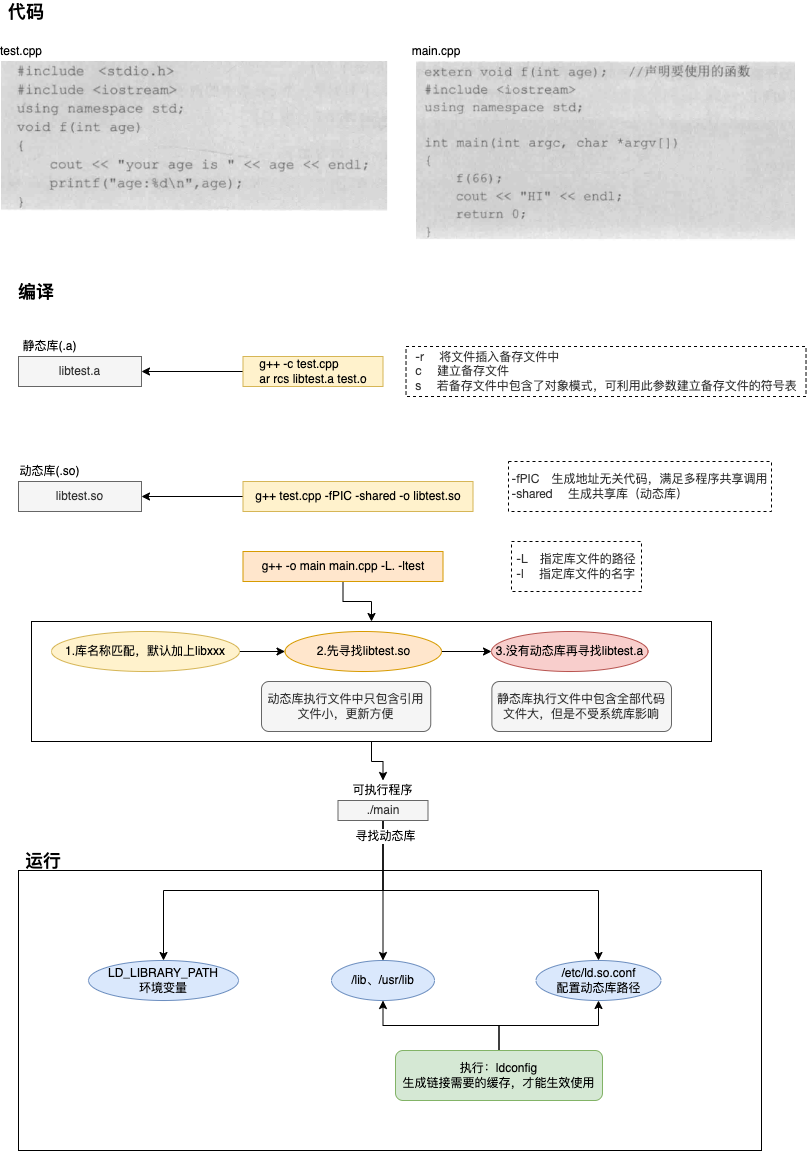 代码
test.cpp
#include <stdio.h>
#include <iostream>
using namespace std;
void f(int age)
{
cout << "your age is " << age << endl;
printf("age:%d\n",age);
}
main.cpp
extern void f(int age); //声明要使用的函数
#include <iostream>
using namespace std;
int main(int argc, char *argv[])
{
f(66);
cout << "HI" << endl;
return 0;
}
编译
静态库(.a)
libtest.a
g++ -c test.cpp
ar rcs libtest.a test.o
-r 将文件插入备存文件中
c 建立备存文件
s 若备存文件中包含了对象模式，可利用此参数建立备存文件的符号表
动态库(.so)
libtest.so
g++ test.cpp -fPIC -shared -o libtest.so
-fPIC 生成地址无关代码，满足多程序共享调用
-shared 生成共享库（动态库）
g++ -o main main.cpp -L. -ltest
-L 指定库文件的路径
-l 指定库文件的名字
1.库名称匹配，默认加上libxxx
2.先寻找libtest.so
3.没有动态库再寻找libtest.a
动态库执行文件中只包含引用
文件小，更新方便
静态库执行文件中包含全部代码
文件大，但是不受系统库影响
可执行程序
./main
寻找动态库
运行
LD_LIBRARY_PATH
环境变量
/lib、/usr/lib
/etc/ld.so.conf
配置动态库路径
执行：ldconfig
生成链接需要的缓存，才能生效使用